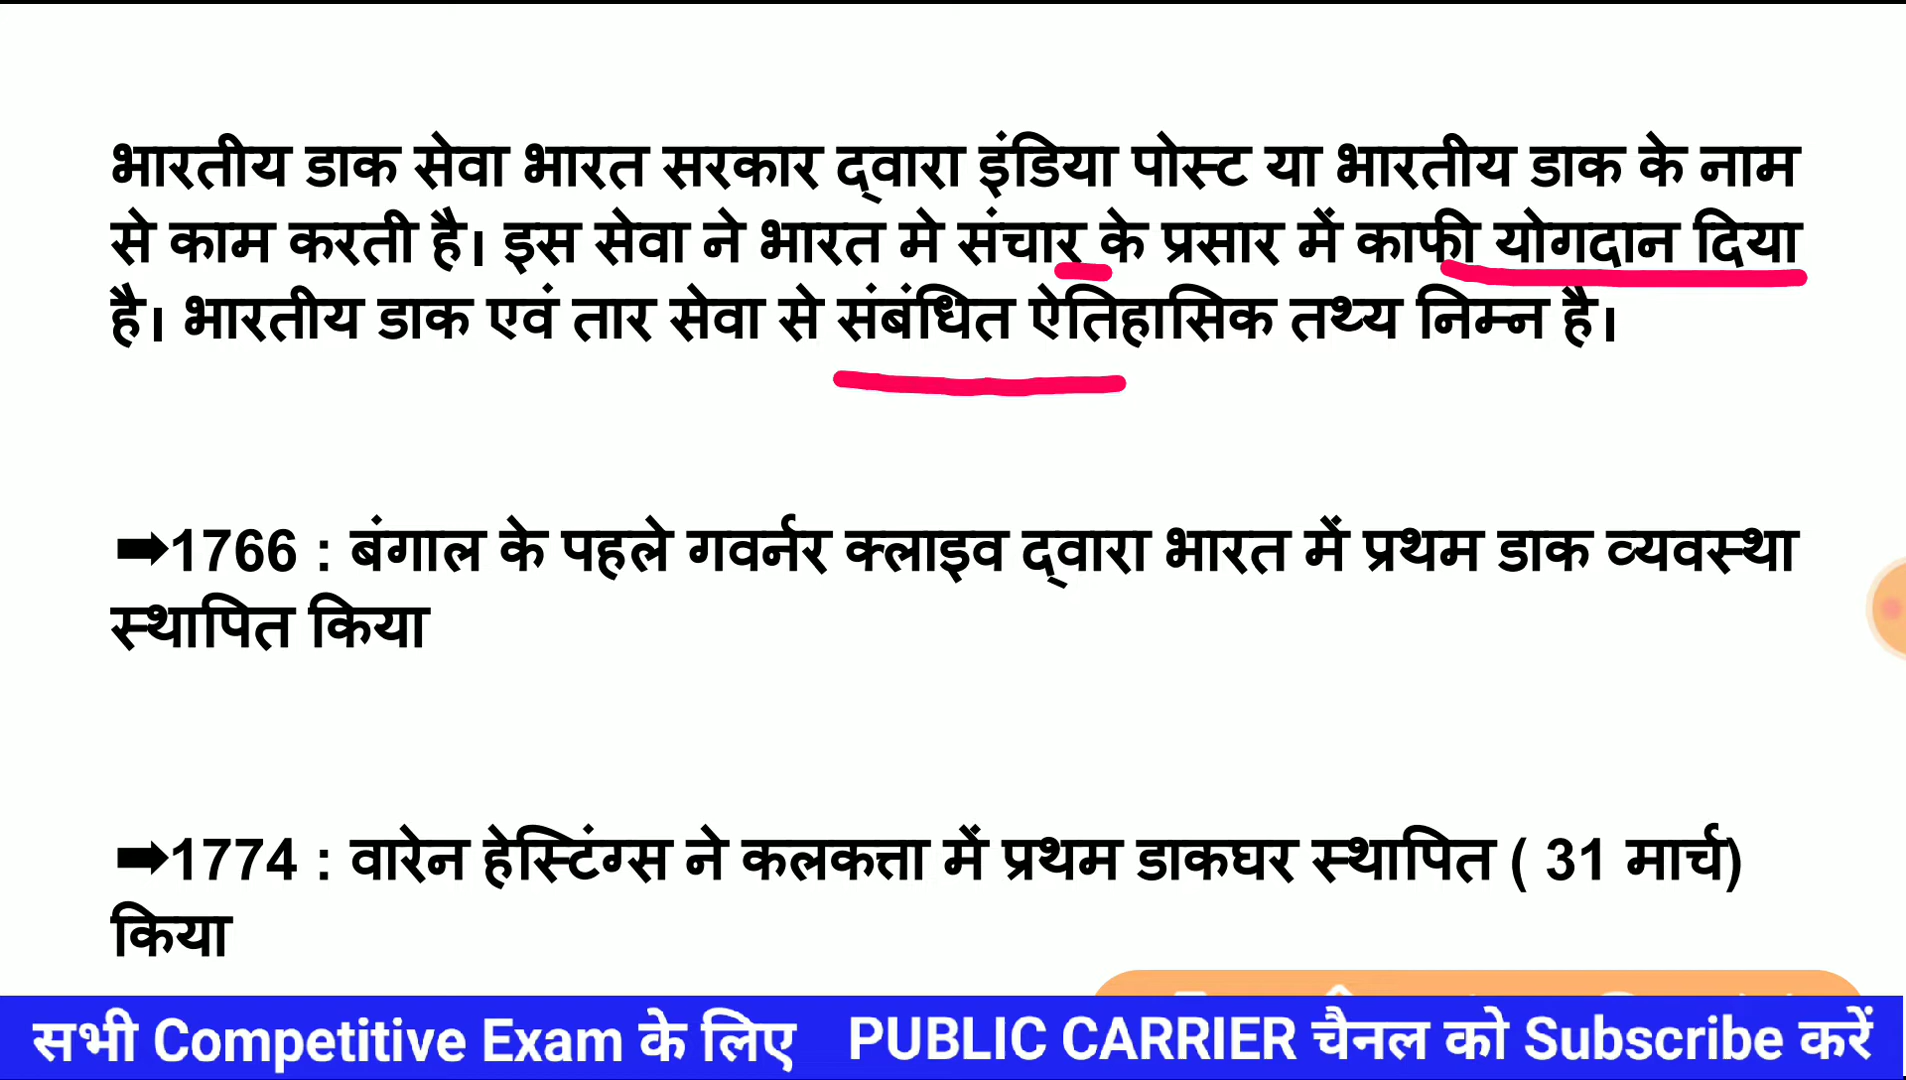 भारतीय डाक सेवा भारत सरकार द्वारा इंडिया पोस्ट या भारतीय डाक के नाम
से काम करती है। इस सेवा ने भारत मे संचार के प्रसार में काफी योगदान दिया
है। भारतीय डाक एवं तार सेवा से संबंधित ऐतिहासिक तथ्य निम्न है।
➡1766 : बंगाल के पहले गवर्नर क्लाइव द्वारा भारत में प्रथम डाक व्यवस्था
स्थापित किया
➡1774 : वारेन हेस्टिंग्स ने कलकत्ता में प्रथम डाकघर स्थापित ( 31 मार्च)
किया
सभी Competitive Exam के लिए PUBLIC CARRIER चैनल को Subscribe करें